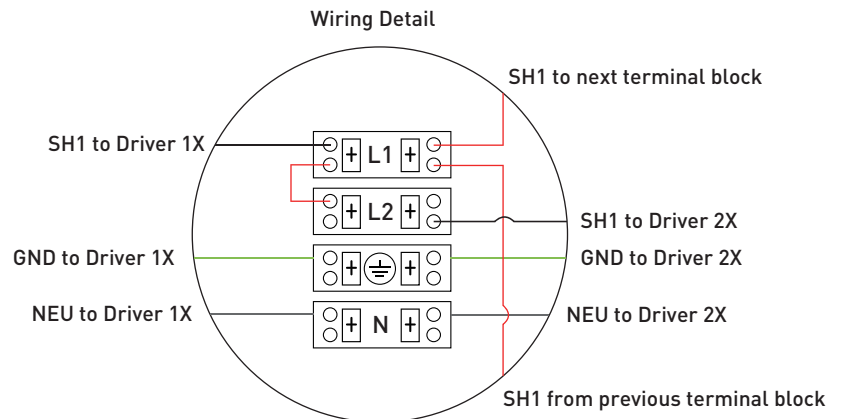 Wiring Detail
SH1 to next terminal block
SH1 to Driver 1X
+ L1 +
+ L2 +
SH1 to Driver 2X
GND to Driver 1X
+ +
GND to Driver 2X
NEU to Driver 1X
+ N +
NEU to Driver 2X
SH1 from previous terminal block